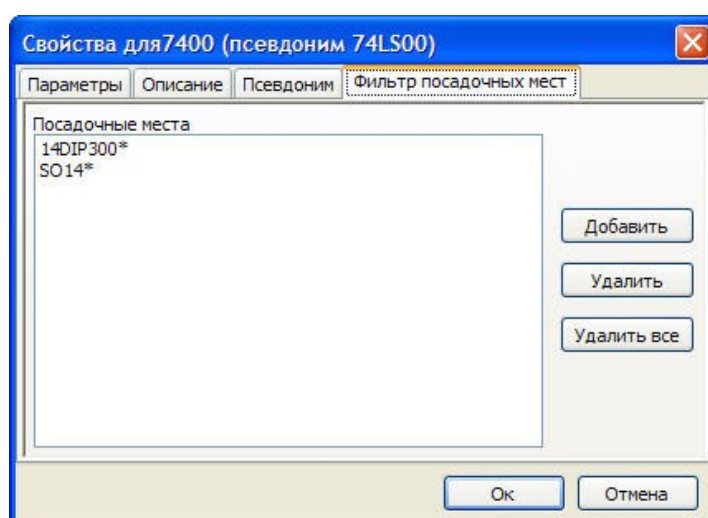 Свойства для7400 (псевдоним 74LS00)
Параметры Описание Псевдоним Фильтр посадочных мест
Посадочные места
14DIP300*
SO14*
Добавить
Удалить
Удалить все
Ок Отмена